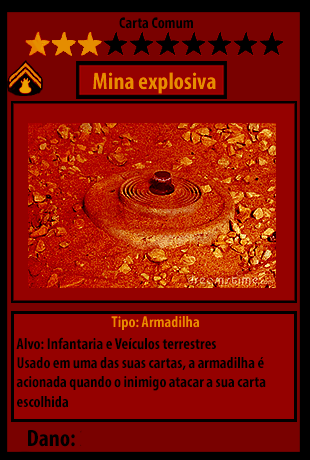 Carta Comum
Mina explosiva
Tipo: Armadilha
Alvo: Infantaria e Veículos terrestres
Usado em uma das suas cartas, a armadilha é
acionada quando o inimigo atacar a sua carta
escolhida
Dano: